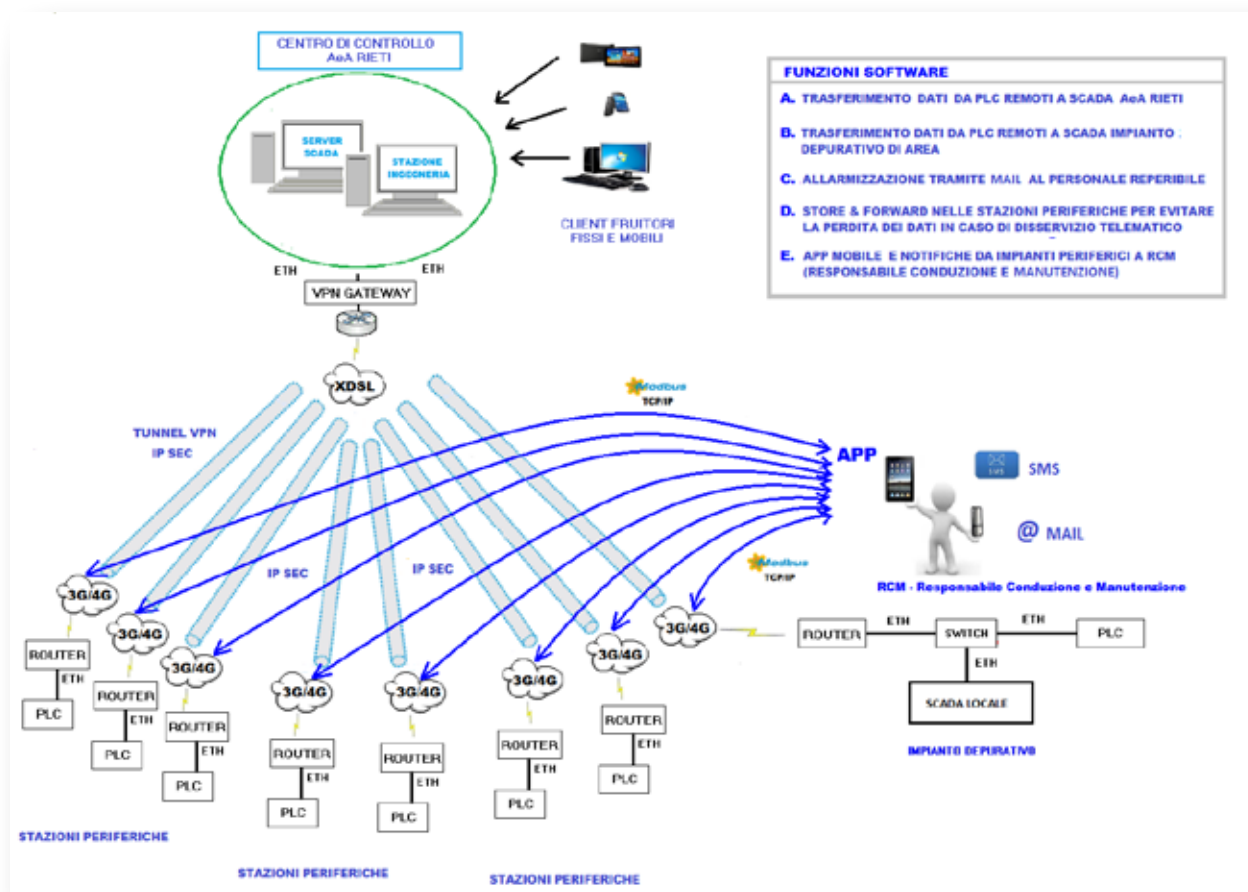 CENTRO DI CONTROLLO
AeA RIETI
SERVER
SCADA
STAZIONE
INGEGNERIA
CLIENT FRUITORI
FISSI E MOBILI
FUNZIONI SOFTWARE
A. TRASFERIMENTO DATI DA PLC REMOTI A SCADA AeA RIETI
B. TRASFERIMENTO DATI DA PLC REMOTI A SCADA IMPIANTO
DEPURATIVO DI AREA
C. ALLARMIZZAZIONE TRAMITE MAIL AL PERSONALE REPERIBILE
D. STORE & FORWARD NELLE STAZIONI PERIFERICHE PER EVITARE
LA PERDITA DEI DATI IN CASO DI DISSERVIZIO TELEMATICO
E. APP MOBILE E NOTIFICHE DA IMPIANTI PERIFERICI A RCM
(RESPONSABILE CONDUZIONE E MANUTENZIONE)
ETH
ETH
VPN GATEWAY
XDSL
Modbus
TCP/IP
TUNNEL VPN
IP SEC
APP
SMS
@ MAIL
IP SEC
IP SEC
Modbus
TCP/IP
RCM - Responsabile Conduzione e Manutenzione
3G/4G
3G/4G
3G/4G
3G/4G
3G/4G
3G/4G
3G/4G
3G/4G
ROUTER
ETH
SWITCH
ETH
PLC
ETH
SCADA LOCALE
IMPIANTO DEPURATIVO
ROUTER
ETH
PLC
ROUTER
ETH
PLC
ROUTER
ETH
PLC
ROUTER
ETH
PLC
ROUTER
ETH
PLC
ROUTER
ETH
PLC
ROUTER
ETH
PLC
STAZIONI PERIFERICHE
STAZIONI PERIFERICHE
STAZIONI PERIFERICHE